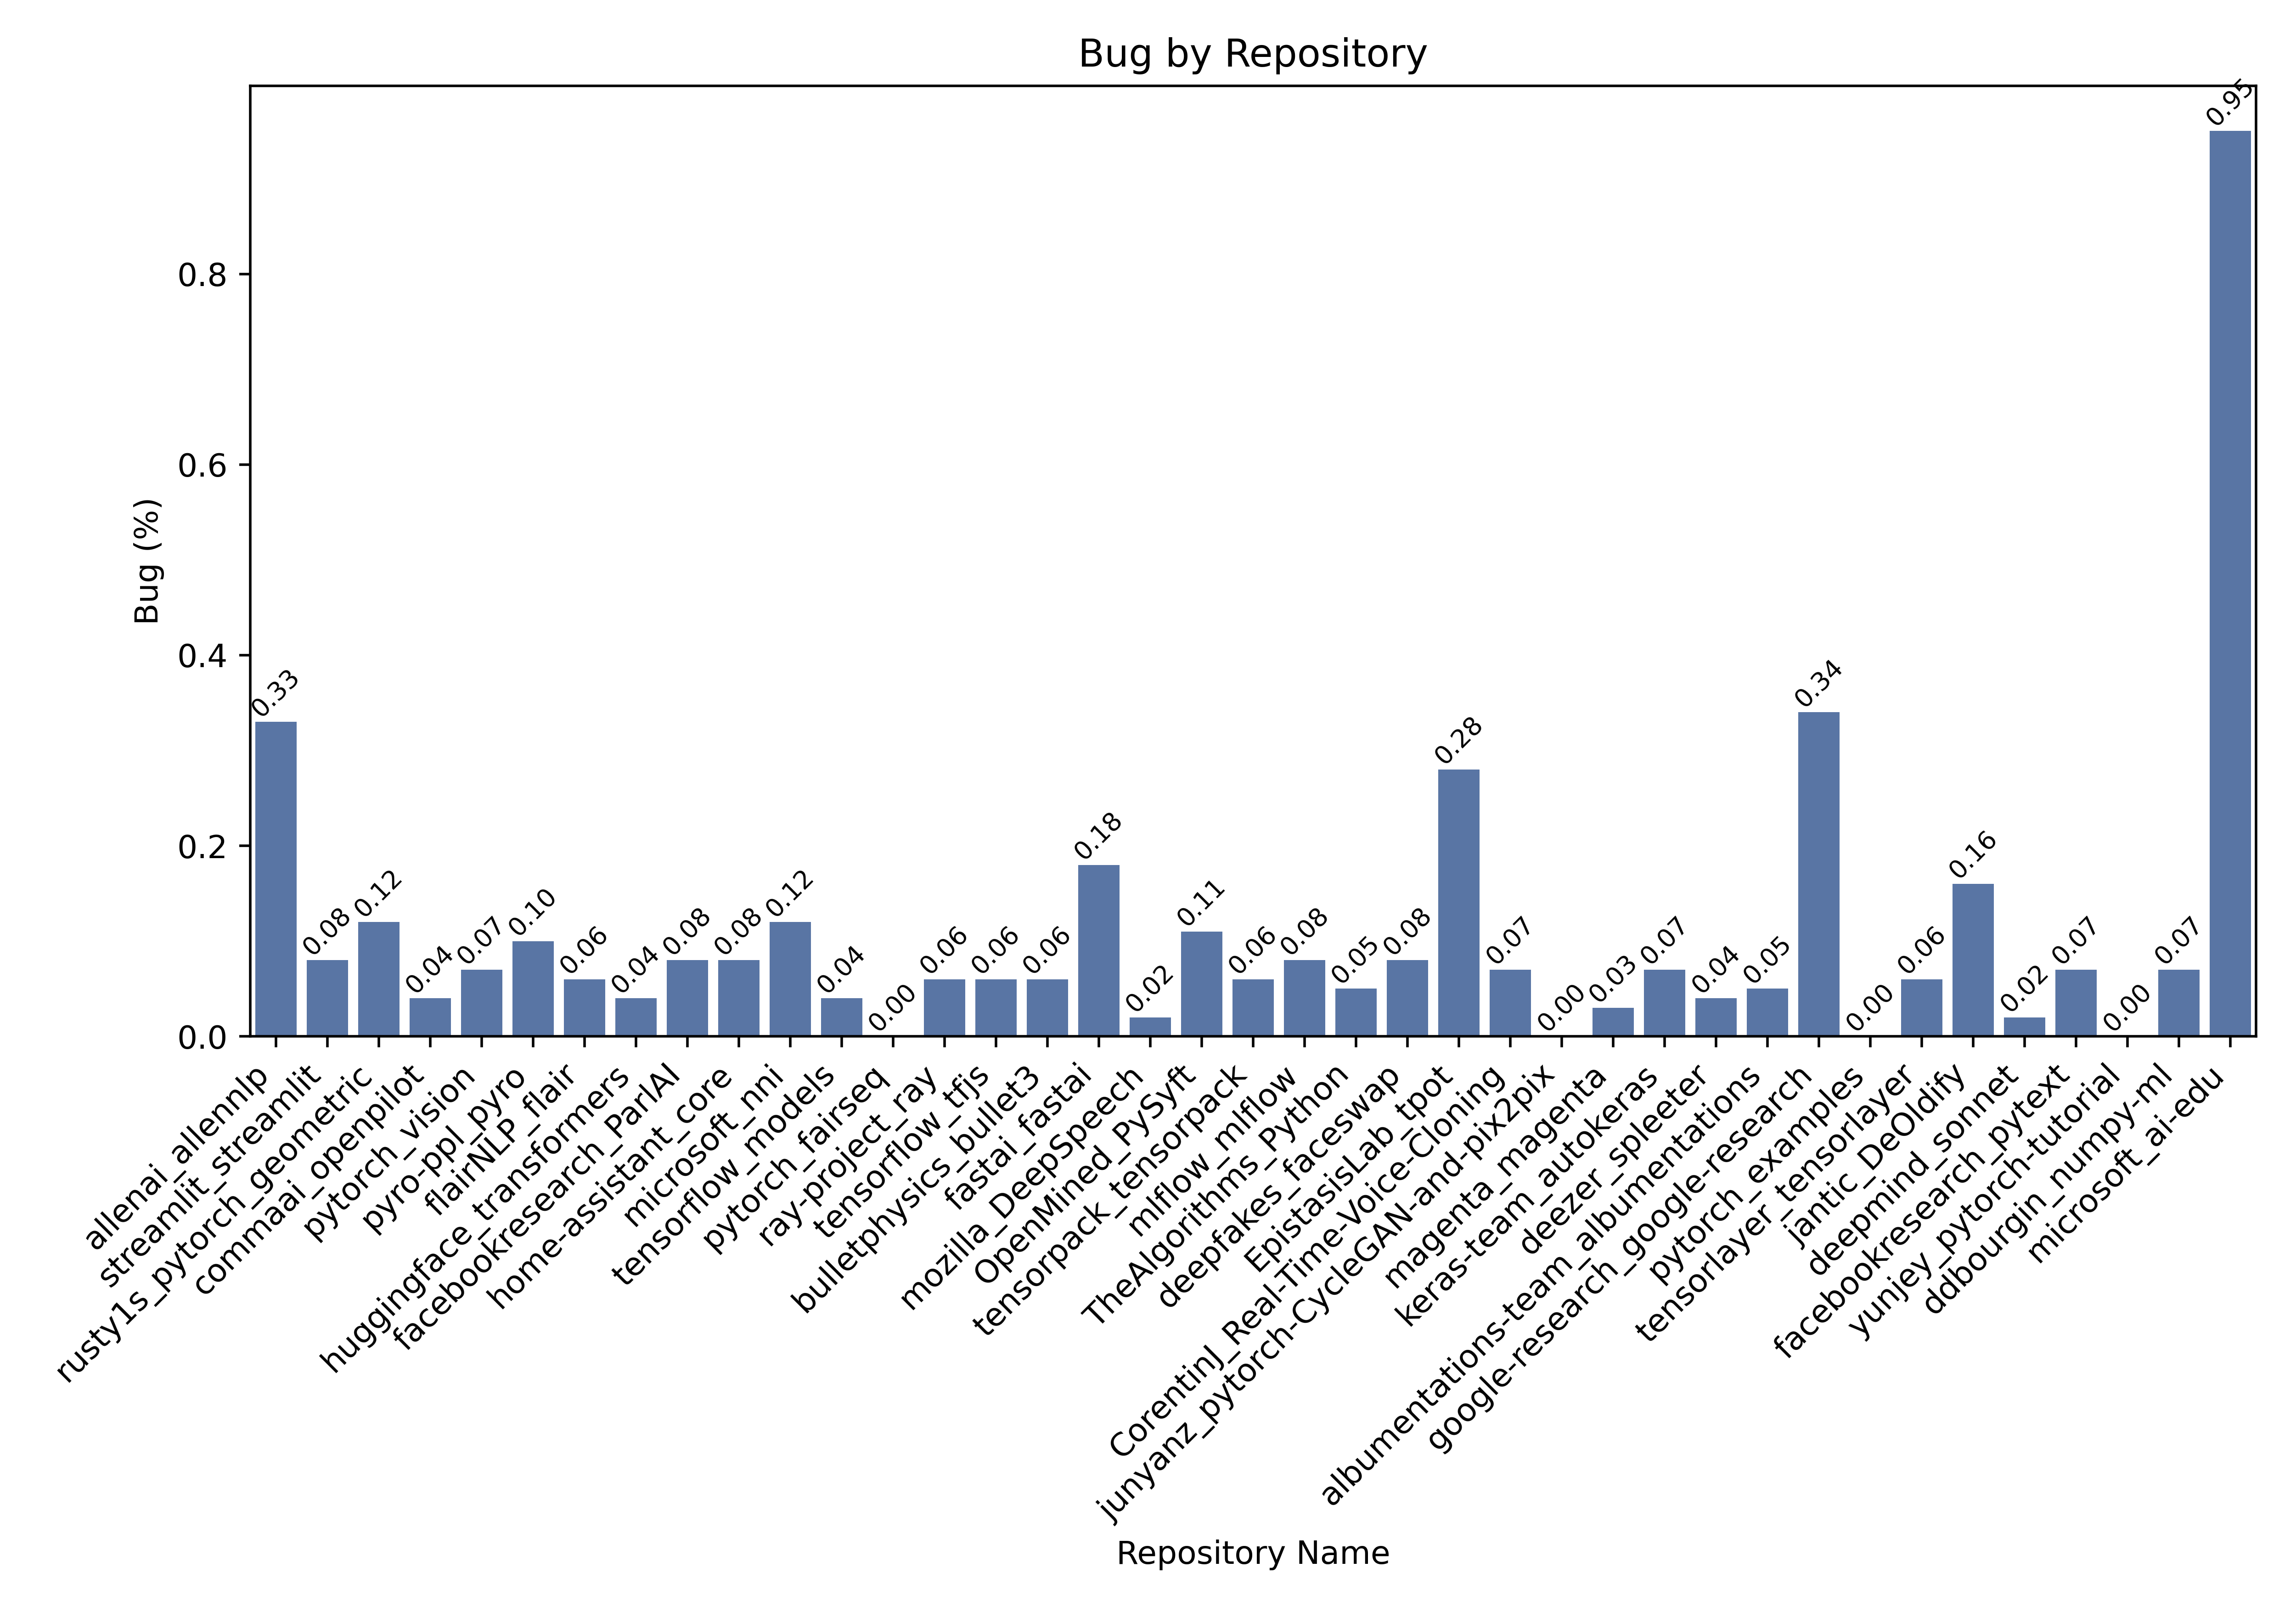 Bug by Repository
Bug (%)
0.8
0.6
0.4
0.2
0.0
0.33
0.08
0.12
0.04
0.07
0.10
0.06
0.04
0.08
0.08
0.12
0.04
0.00
0.06
0.06
0.06
0.18
0.02
0.11
0.06
0.08
0.05
0.08
0.28
0.07
0.00
0.03
0.07
0.04
0.05
0.34
0.00
0.06
0.16
0.02
0.07
0.00
0.07
0.95
allenai_allennlp
streamlit_streamlit
rusty1s_pytorch_geometric
commaai_openpilot
pytorch_vision
pyro-ppl_pyro
flairNLP_flair
huggingface_transformers
facebookresearch_ParlAI
home-assistant_core
microsoft_nni
tensorflow_models
pytorch_fairseq
ray-project_ray
tensorflow_tfjs
bulletphysics_bullet3
fastai_fastai
mozilla_DeepSpeech
OpenMined_PySyft
tensorpack_tensorpack
mlflow_mlflow
TheAlgorithms_Python
deepfakes_faceswap
EpistasisLab_tpot
CorentinJ_Real-Time-Voice-Cloning
junyanz_pytorch-CycleGAN-and-pix2pix
magenta_magenta
keras-team_autokeras
deezer_spleeter
albumentations-team_albumentations
google-research_google-research
pytorch_examples
tensorlayer_tensorlayer
jantic_DeOldify
deepmind_sonnet
facebookresearch_pytext
yunjey_pytorch-tutorial
ddbourgin_numpy-ml
microsoft_ai-edu
Repository Name